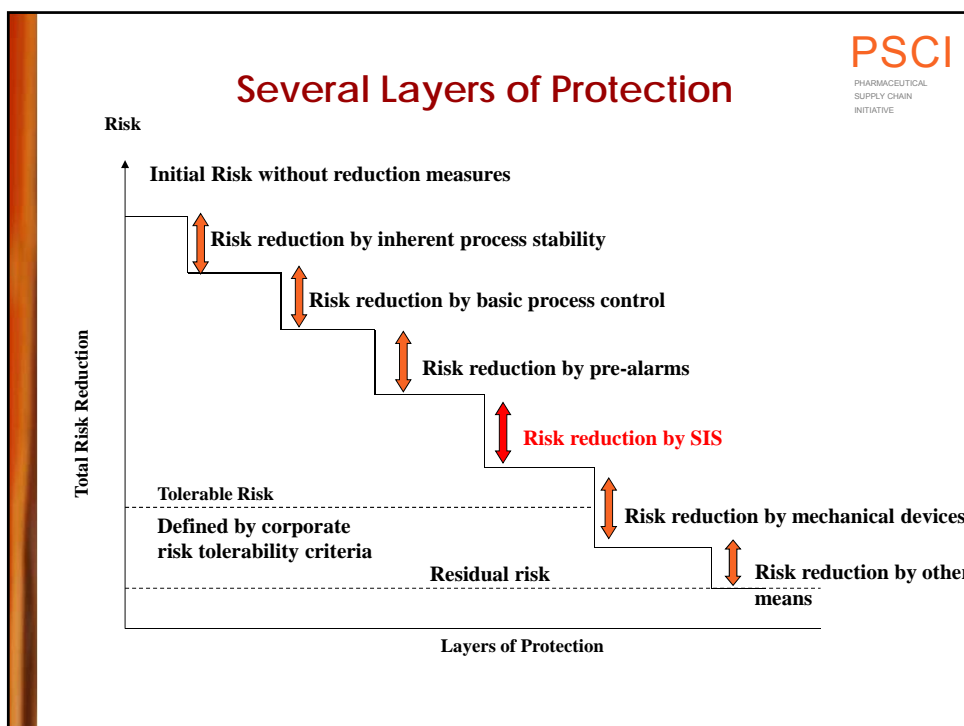 PSCI
PHARMACEUTICAL
SUPPLY CHAIN
INITIATIVE
Several Layers of Protection
Risk
Initial Risk without reduction measures
Risk reduction by inherent process stability
Risk reduction by basic process control
Risk reduction by pre-alarms
Risk reduction by SIS
Total Risk Reduction
Tolerable Risk
Defined by corporate
risk tolerability criteria
Risk reduction by mechanical devices
Residual risk
Risk reduction by other
means
Layers of Protection